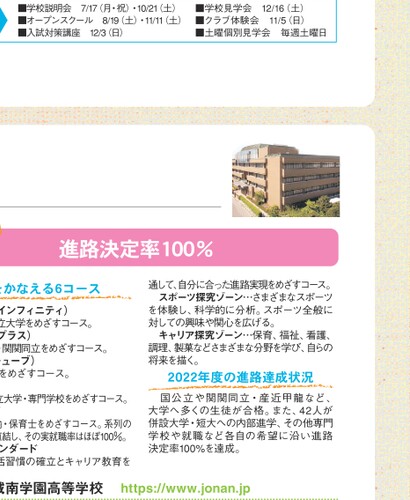 ■学校説明会 7/17（月・祝）・10/21（土） ■学校見学会 12/16（土）
■オープンスクール 8/19（土）・11/11（土） ■クラブ体験会 11/5（日）
■入試対策講座 12/3（日） ■土曜個別見学会 毎週土曜日
進路決定率100%
をかなえる6コース
インフィニティ）
立大学をめざすコース。
プラス）
・関関同立をめざすコース。
キューブ）
をめざすコース。
立大学・専門学校をめざすコース。
・保育士をめざすコース。系列の
直結し、その実就職率はほぼ100%。
ンダード
活習慣の確立とキャリア教育を
通して、自分に合った進路実現をめざすコース。
スポーツ探究ゾーン…さまざまなスポーツ
を体験し、科学的に分析。スポーツ全般に
対しての興味や関心を広げる。
キャリア探究ゾーン…保育、福祉、看護、
調理、製菓などさまざまな分野を学び、自らの
将来を描く。
2022年度の進路達成状況
国公立や関関同立・産近甲龍など、
大学へ多くの生徒が合格。また、42人が
併設大学・短大への内部進学、その他専門
学校や就職など各自の希望に沿い進路
決定率100%を達成。
城南学園高等学校 https://www.jonan.jp/